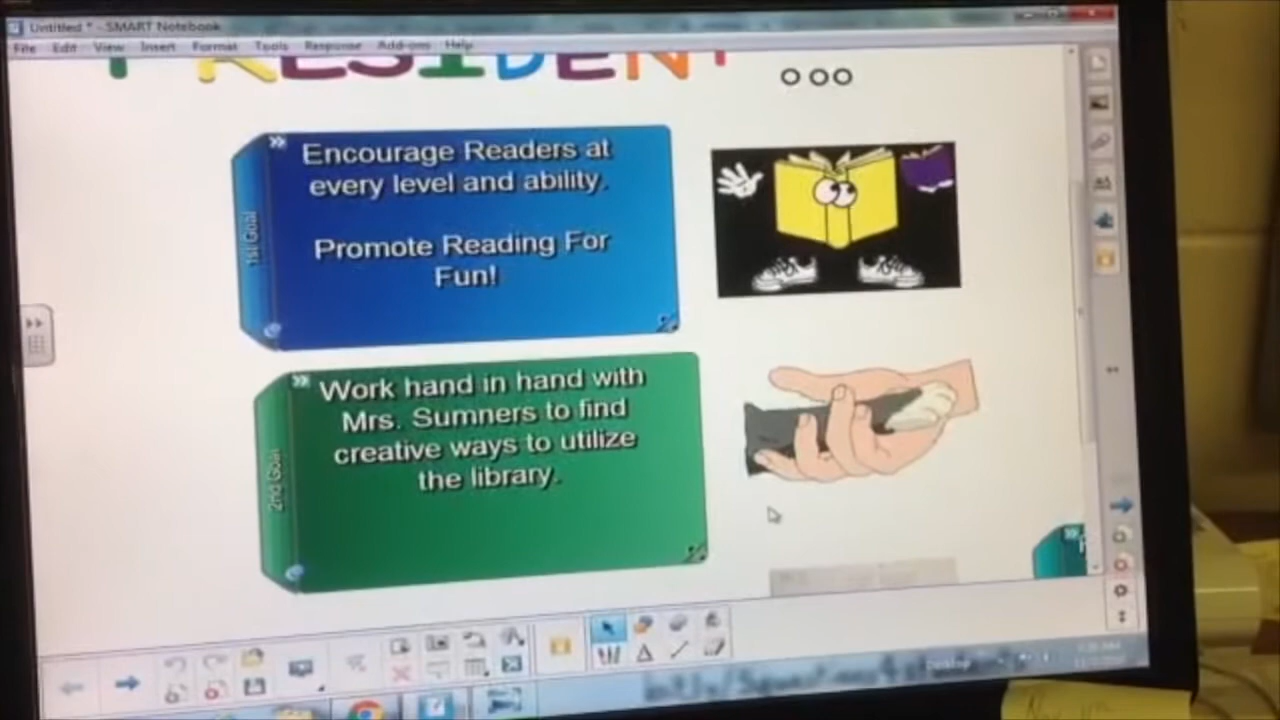 Untitled * - SMART Notebook
File Edit View Insert Format Tools Response Add-ons Help
PRESIDENT
Encourage Readers at
every level and ability.
Promote Reading For
Fun!
1st Goal
Work hand in hand with
Mrs. Sumners to find
creative ways to utilize
the library.
2nd Goal
Desktop